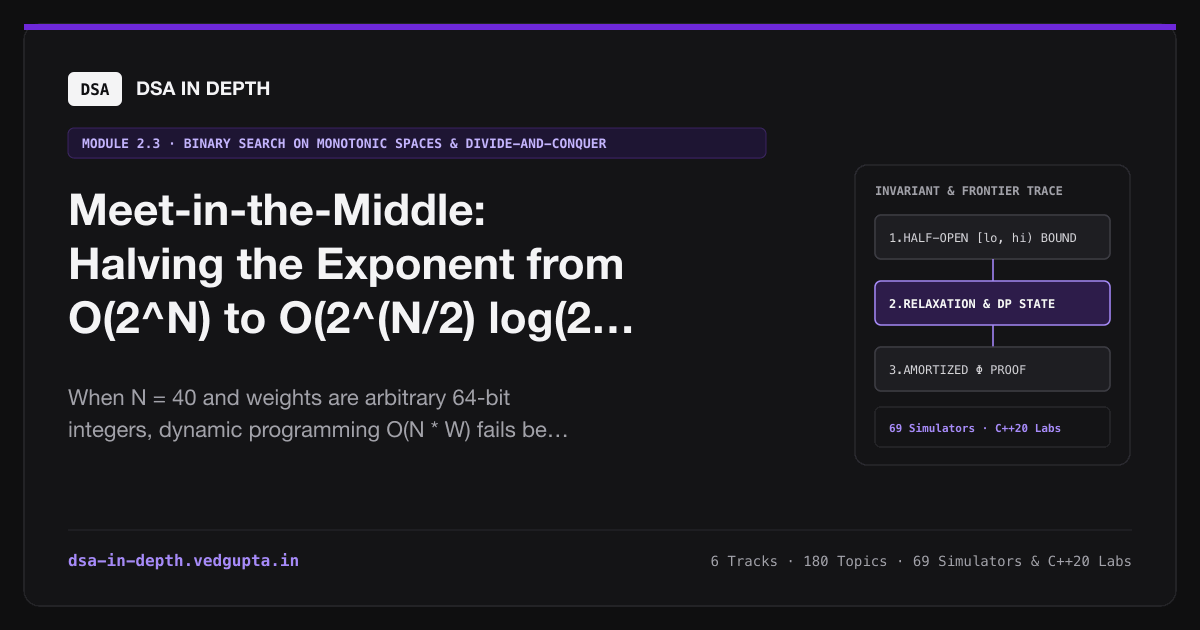 DSA DSA IN DEPTH
MODULE 2.3 · BINARY SEARCH ON MONOTONIC SPACES & DIVIDE-AND-CONQUER
Meet-in-the-Middle:
Halving the Exponent from
O(2^N) to O(2^(N/2) log(2...
When N = 40 and weights are arbitrary 64-bit
integers, dynamic programming O(N * W) fails be...
INVARIANT & FRONTIER TRACE
1.HALF-OPEN [lo, hi) BOUND
2.RELAXATION & DP STATE
3.AMORTIZED Φ PROOF
69 Simulators · C++20 Labs
dsa-in-depth.vedgupta.in
6 Tracks · 180 Topics · 69 Simulators & C++20 Labs